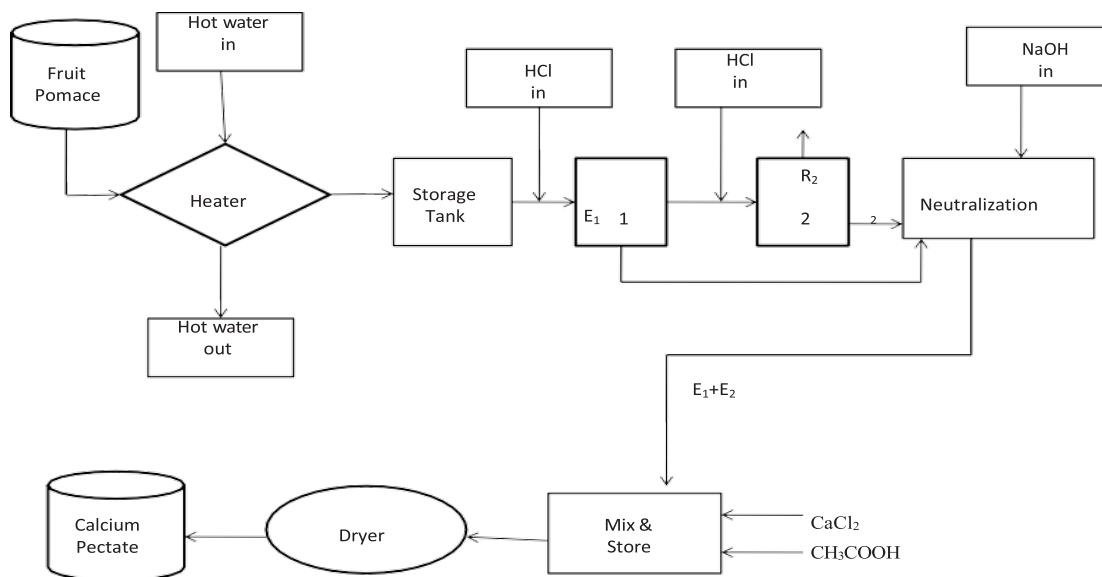 Hot water
in
Fruit
Pomace
HCl
in
HCl
in
NaOH
in
Heater
Storage
Tank
E₁ 1
R₂
2
2
Neutralization
Hot water
out
E₁+E₂
Calcium
Pectate
Dryer
Mix &
Store
CaCl₂
CH₃COOH